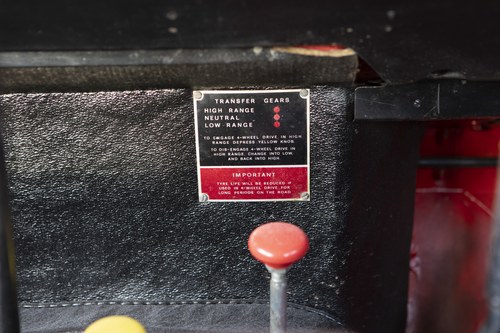 TRANSFER GEARS
HIGH RANGE
NEUTRAL
LOW RANGE
TO ENGAGE 4-WHEEL DRIVE IN HIGH
RANGE DEPRESS YELLOW KNOB
TO DIS-ENGAGE 4-WHEEL DRIVE IN
HIGH RANGE, CHANGE INTO LOW
AND BACK INTO HIGH.
IMPORTANT
TYRE LIFE WILL BE REDUCED IF
USED IN 4-WHEEL DRIVE FOR
LONG PERIODS ON THE ROAD